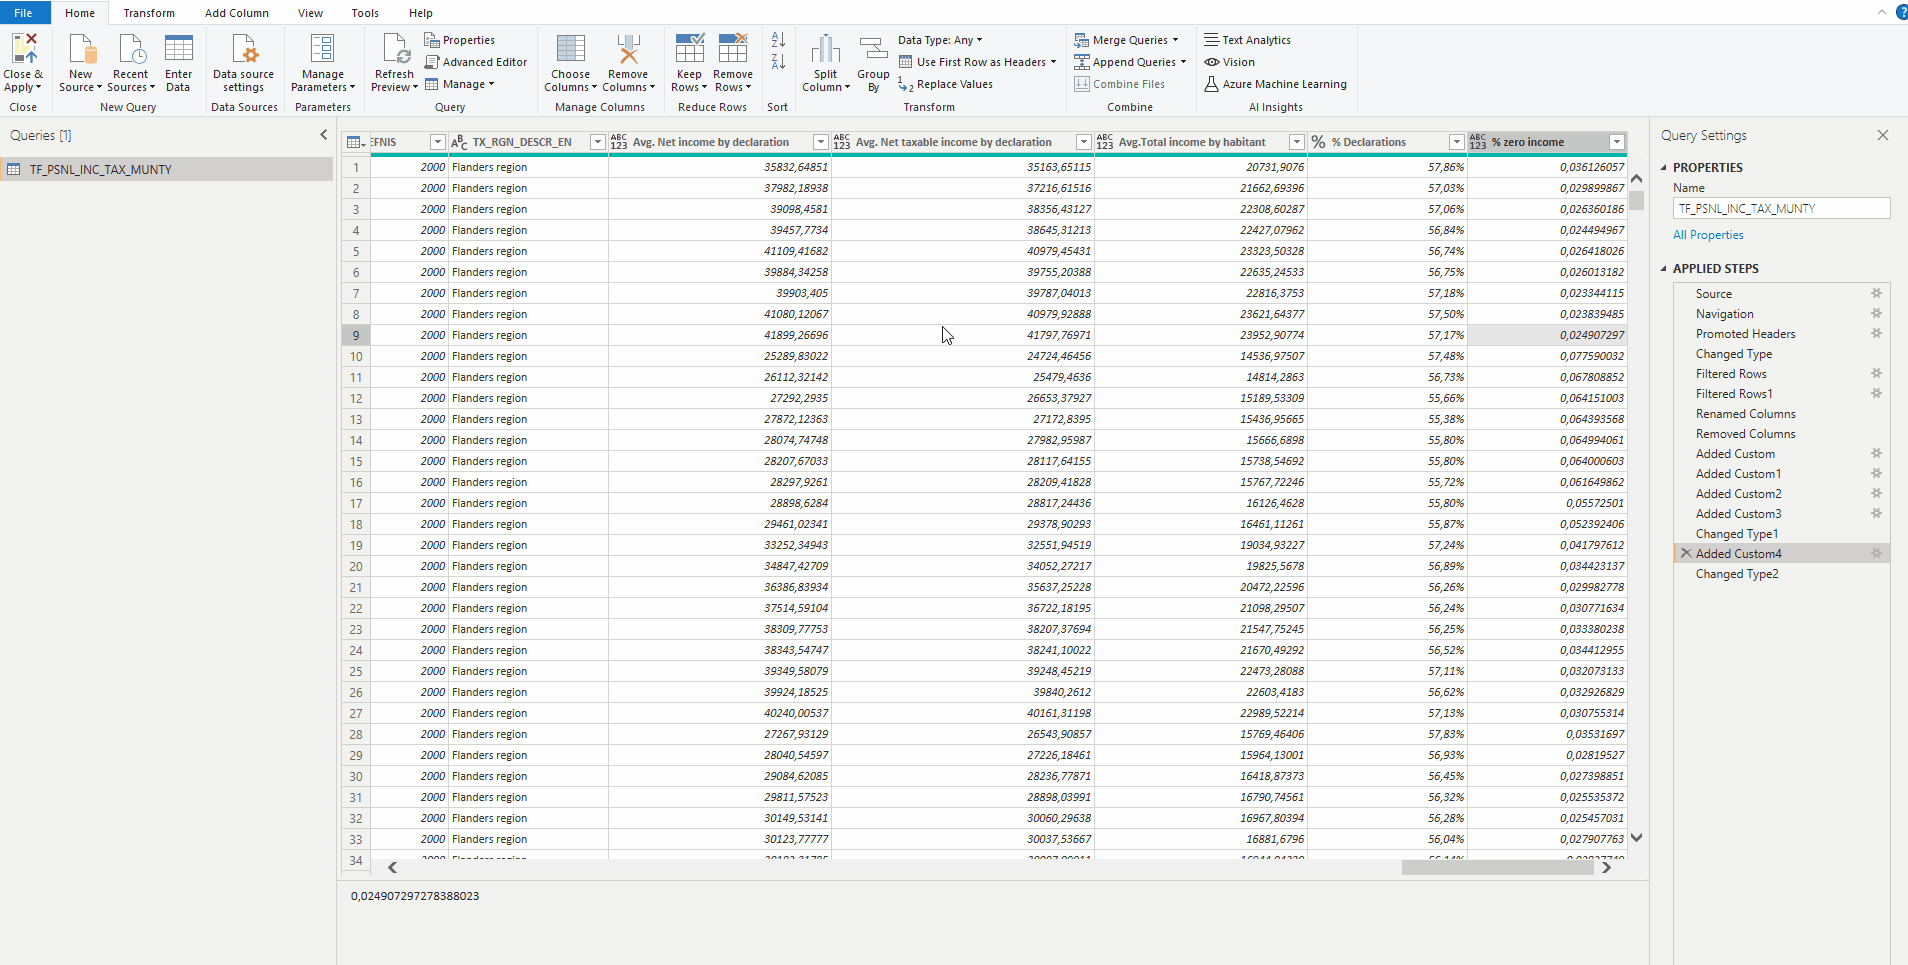 File Home Transform Add Column View Tools Help
Close & Apply
New Source
Recent Sources
Enter Data
Data source settings
Manage Parameters
Refresh Preview
Properties
Advanced Editor
Manage
Choose Columns
Remove Columns
Keep Rows
Remove Rows
Split Column
Group By
Data Type: Any
Use First Row as Headers
Replace Values
Merge Queries
Append Queries
Combine Files
Text Analytics
Vision
Azure Machine Learning
Close New Query Data Sources Parameters Query Manage Columns Reduce Rows Sort Transform Combine AI Insights
Queries [1]
TF_PSNL_INC_TAX_MUNTY
EFNIS TX_RGN_DESCR_EN Avg. Net income by declaration Avg. Net taxable income by declaration Avg.Total income by habitant % Declarations % zero income
1 2000 Flanders region 35832,64851 35163,65115 20731,9076 57,86% 0,036126057
2 2000 Flanders region 37982,18938 37216,61516 21662,69396 57,03% 0,029899867
3 2000 Flanders region 39098,4581 38356,43127 22308,60287 57,06% 0,026360186
4 2000 Flanders region 39457,7734 38645,31213 22427,07962 56,84% 0,024494967
5 2000 Flanders region 41109,41682 40979,45431 23323,50328 56,74% 0,026418026
6 2000 Flanders region 39884,34258 39755,20388 22635,24533 56,75% 0,026013182
7 2000 Flanders region 39903,405 39787,04013 22816,3753 57,18% 0,023344115
8 2000 Flanders region 41080,12067 40979,92888 23621,64377 57,50% 0,023839485
9 2000 Flanders region 41899,26696 41797,76971 23952,90774 57,17% 0,024907297
10 2000 Flanders region 25289,83022 24724,46456 14536,97507 57,48% 0,077590032
11 2000 Flanders region 26112,32142 25479,4636 14814,2863 56,73% 0,067808852
12 2000 Flanders region 27292,2935 26653,37927 15189,53309 55,66% 0,064151003
13 2000 Flanders region 27872,12363 27172,8395 15436,95665 55,38% 0,064393568
14 2000 Flanders region 28074,74748 27982,95987 15666,6898 55,80% 0,064994061
15 2000 Flanders region 28207,67033 28117,64155 15738,54692 55,80% 0,064000603
16 2000 Flanders region 28297,9261 28209,41828 15767,72246 55,72% 0,061649862
17 2000 Flanders region 28898,6284 28817,24436 16126,4628 55,80% 0,05572501
18 2000 Flanders region 29461,02341 29378,90293 16461,11261 55,87% 0,052392406
19 2000 Flanders region 33252,34943 32551,94519 19034,93227 57,24% 0,041797612
20 2000 Flanders region 34847,42709 34052,27217 19825,5678 56,89% 0,034423137
21 2000 Flanders region 36386,83934 35637,25228 20472,22596 56,26% 0,029982778
22 2000 Flanders region 37514,59104 36722,18195 21098,29507 56,24% 0,030771634
23 2000 Flanders region 38309,77753 38207,37694 21547,75245 56,25% 0,033380238
24 2000 Flanders region 38343,54747 38241,10022 21670,49292 56,52% 0,034412955
25 2000 Flanders region 39349,58079 39248,45219 22473,28088 57,11% 0,032073133
26 2000 Flanders region 39924,18525 39840,2612 22603,4183 56,62% 0,032926829
27 2000 Flanders region 40240,00537 40161,31198 22989,52214 57,13% 0,030755314
28 2000 Flanders region 27267,93129 26543,90857 15769,46406 57,83% 0,03531697
29 2000 Flanders region 28040,54597 27226,18461 15964,13001 56,93% 0,02819527
30 2000 Flanders region 29084,62085 28236,77871 16418,87373 56,45% 0,027398851
31 2000 Flanders region 29811,57523 28898,03991 16790,74561 56,32% 0,025535372
32 2000 Flanders region 30149,53141 30060,29638 16967,80394 56,28% 0,025457031
33 2000 Flanders region 30123,77777 30037,53667 16881,6796 56,04% 0,027907763
34
0,024907297278388023
Query Settings
PROPERTIES
Name
TF_PSNL_INC_TAX_MUNTY
All Properties
APPLIED STEPS
Source
Navigation
Promoted Headers
Changed Type
Filtered Rows
Filtered Rows1
Renamed Columns
Removed Columns
Added Custom
Added Custom1
Added Custom2
Added Custom3
Changed Type1
Added Custom4
Changed Type2